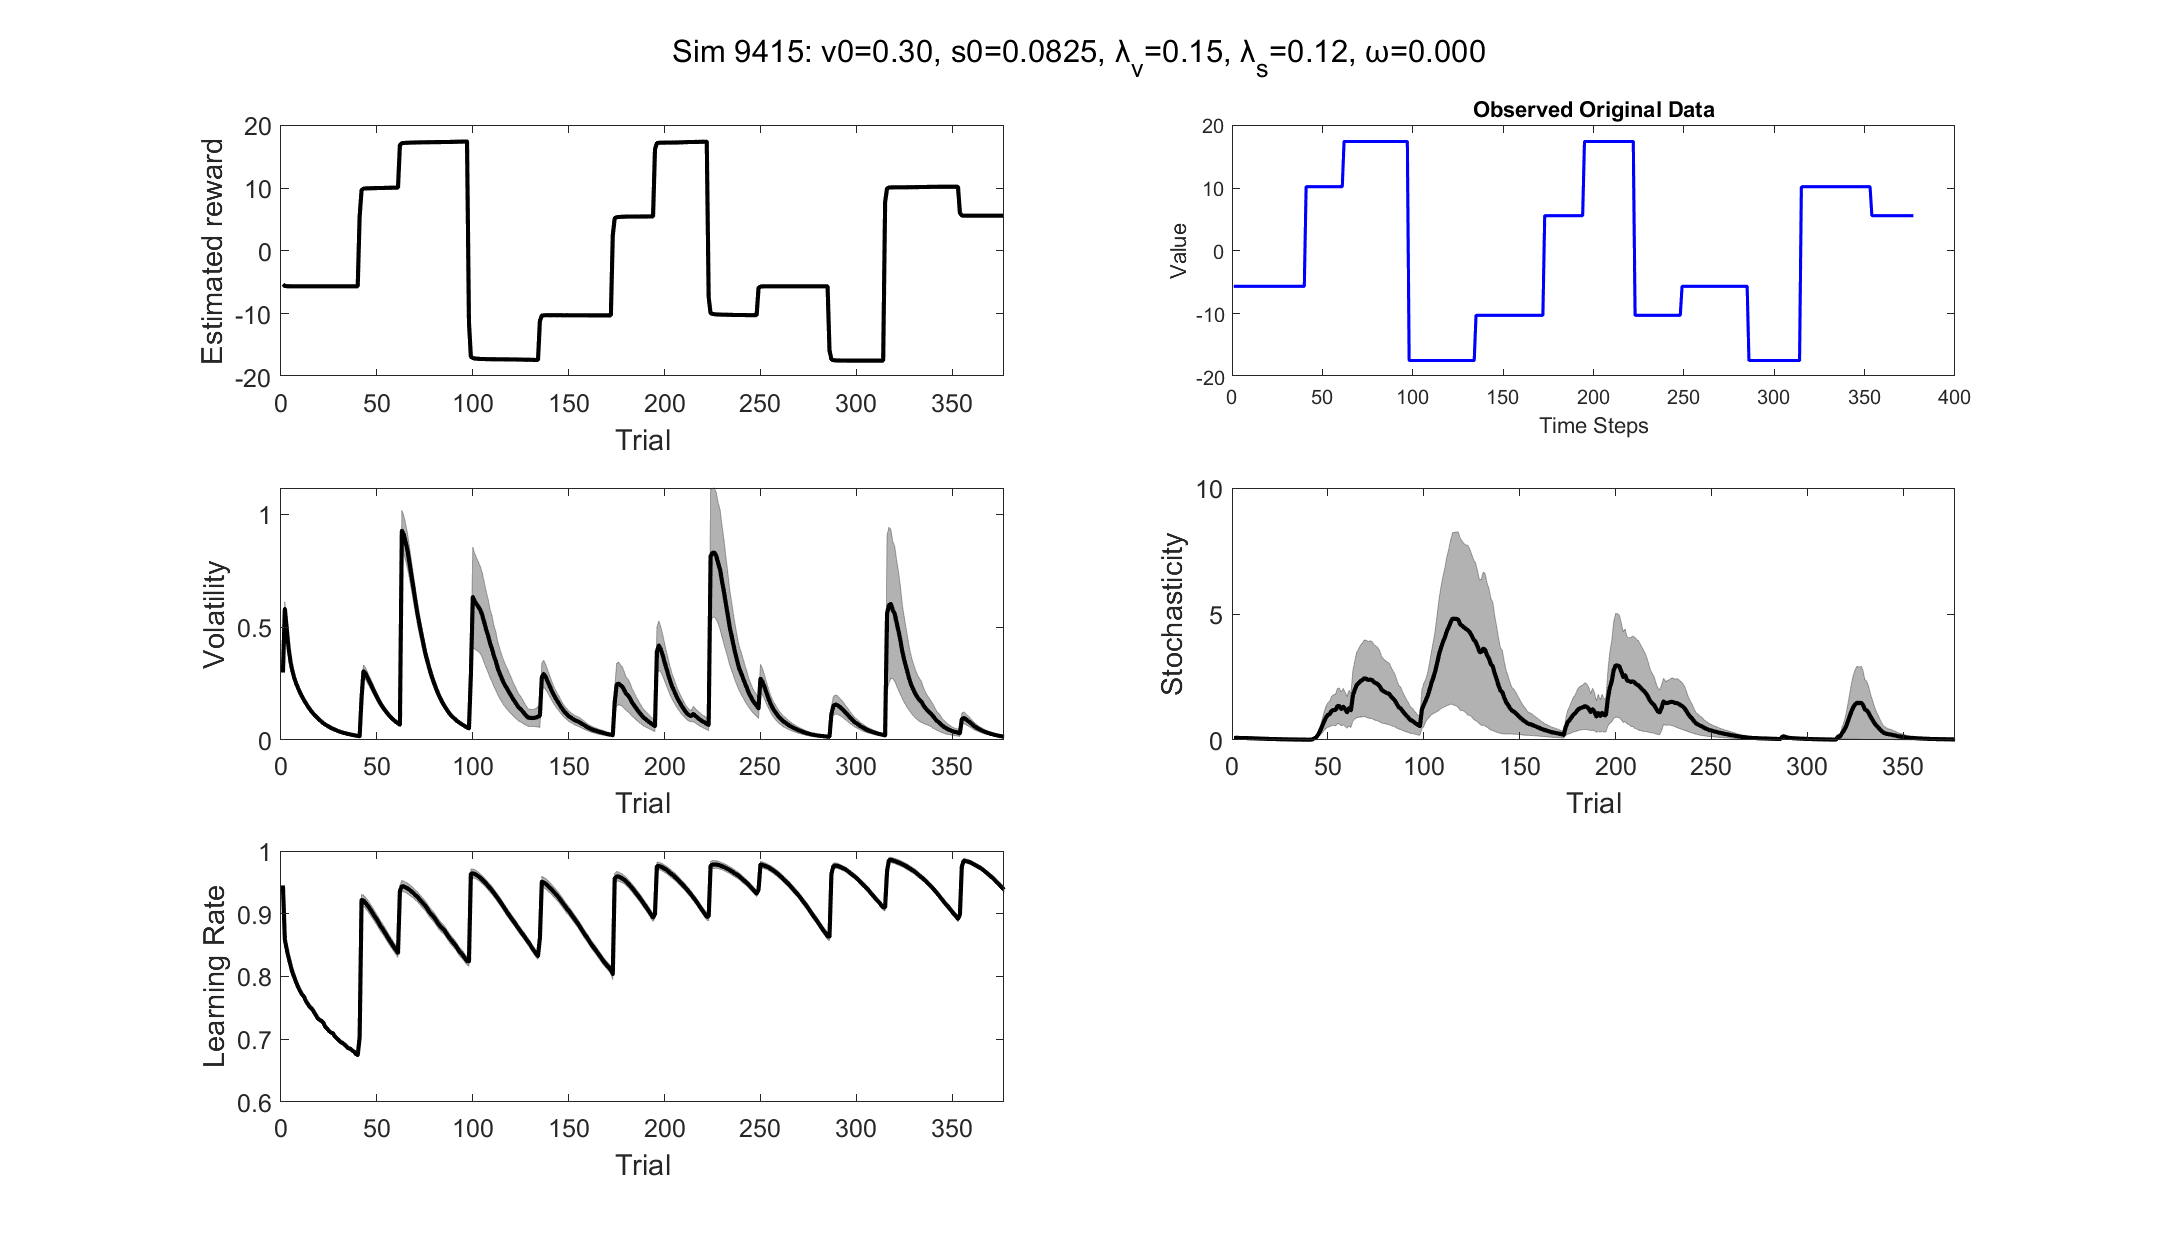 Sim 9415: v0=0.30, s0=0.0825, λv=0.15, λs=0.12, ω=0.000
Estimated reward
20
10
0
-10
-20
0 50 100 150 200 250 300 350
Trial
Observed Original Data
Value
20
10
0
-10
-20
0 50 100 150 200 250 300 350 400
Time Steps
Volatility
1
0.5
0
0 50 100 150 200 250 300 350
Trial
Stochasticity
10
5
0
0 50 100 150 200 250 300 350
Trial
Learning Rate
1
0.9
0.8
0.7
0.6
0 50 100 150 200 250 300 350
Trial